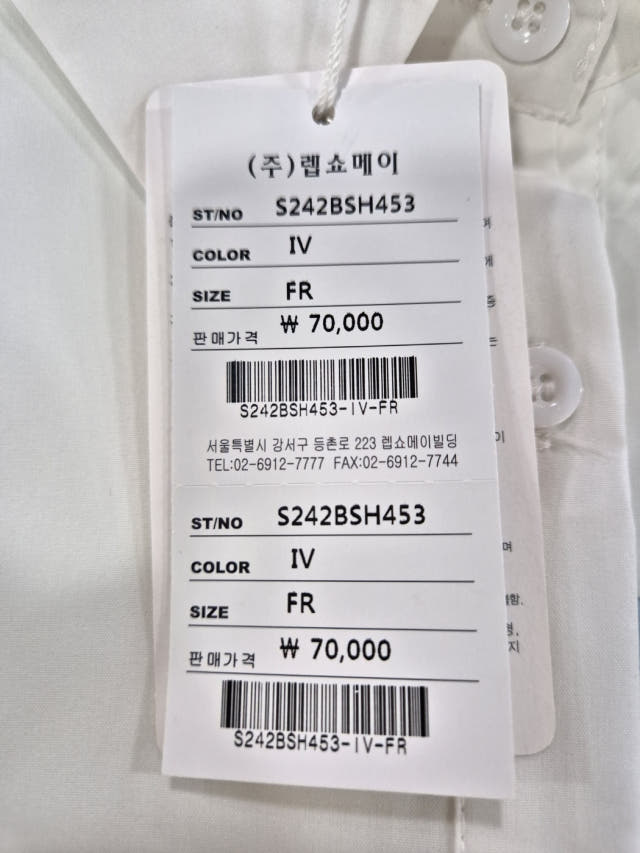 (주)렙쇼메이
ST/NO S242BSH453
COLOR IV
SIZE FR
판매가격 ₩ 70,000
S242BSH453-IV-FR
서울특별시 강서구 등촌로 223 렙쇼메이빌딩
TEL:02-6912-7777 FAX:02-6912-7744
ST/NO S242BSH453
COLOR IV
SIZE FR
판매가격 ₩ 70,000
S242BSH453-IV-FR